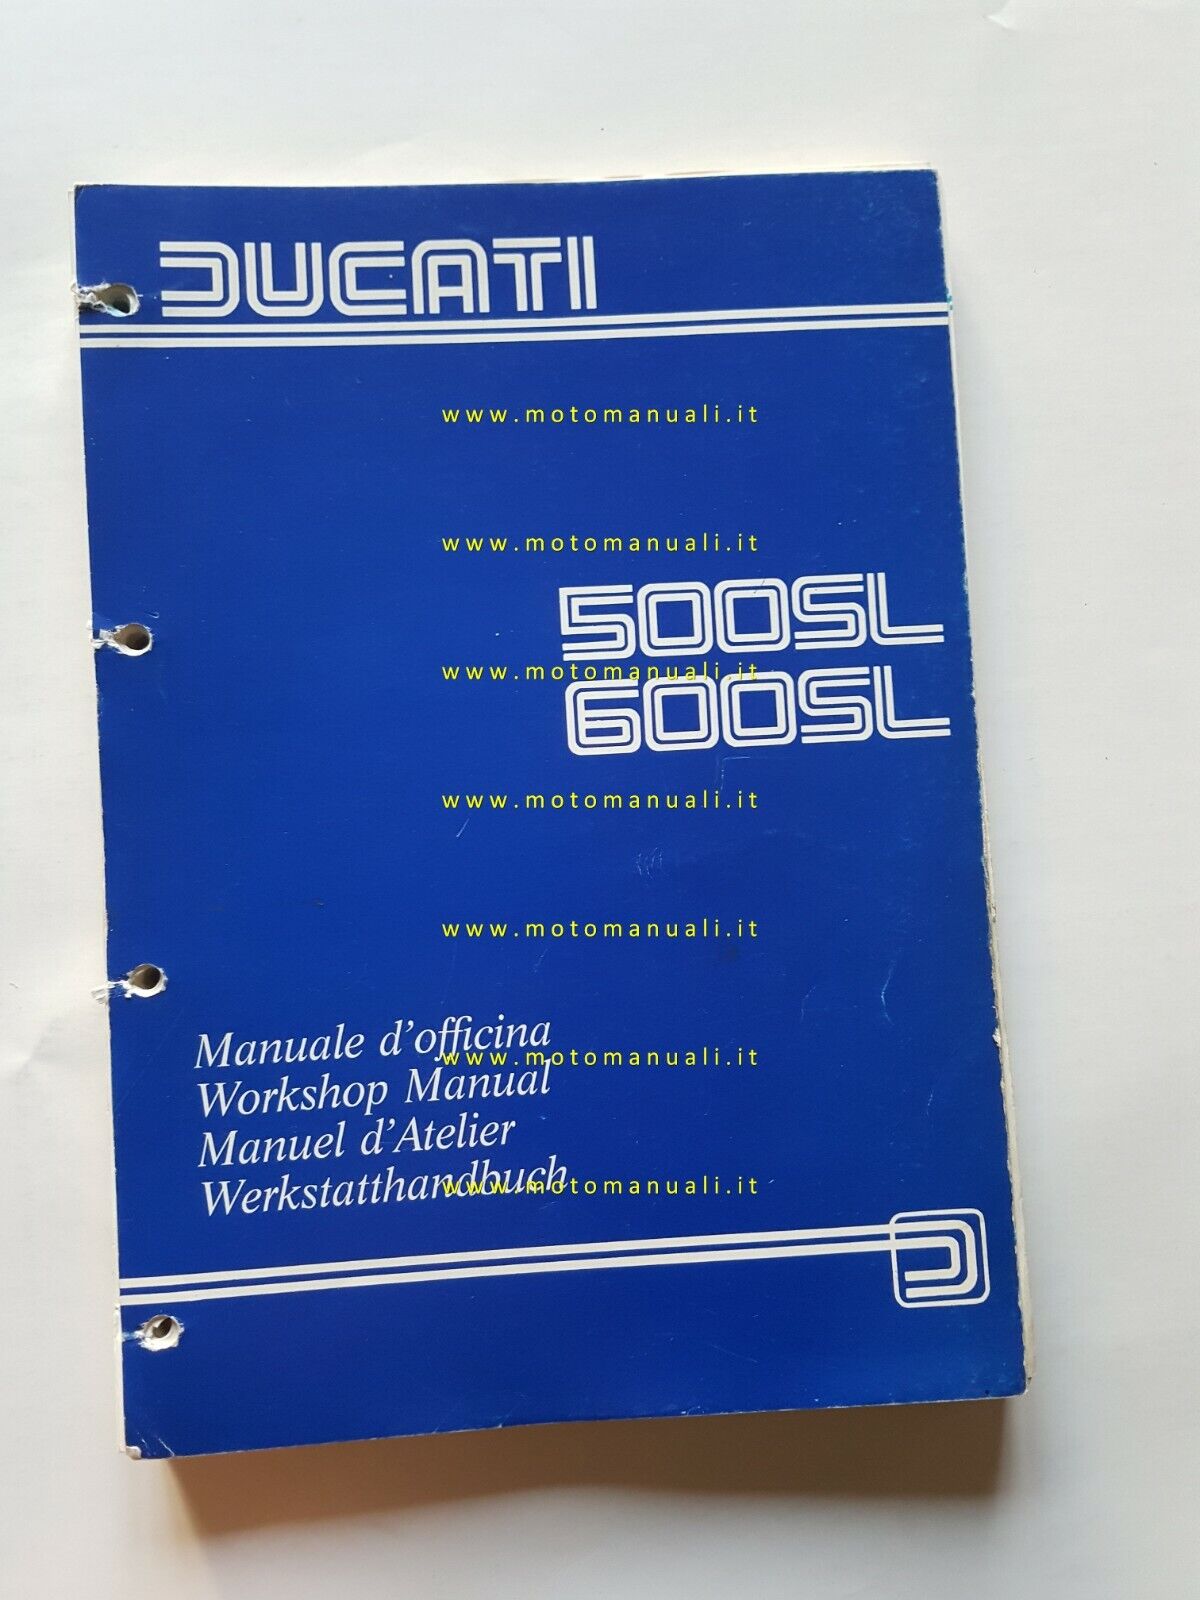 DUCATI
www.motomanuali.it
www.motomanuali.it
500SL
www.motomanuali.it
600SL
www.motomanuali.it
www.motomanuali.it
Manuale d'officina
www.motomanuali.it
Workshop Manual
Manuel d'Atelier
Werkstatthandbuch
www.motomanuali.it
D